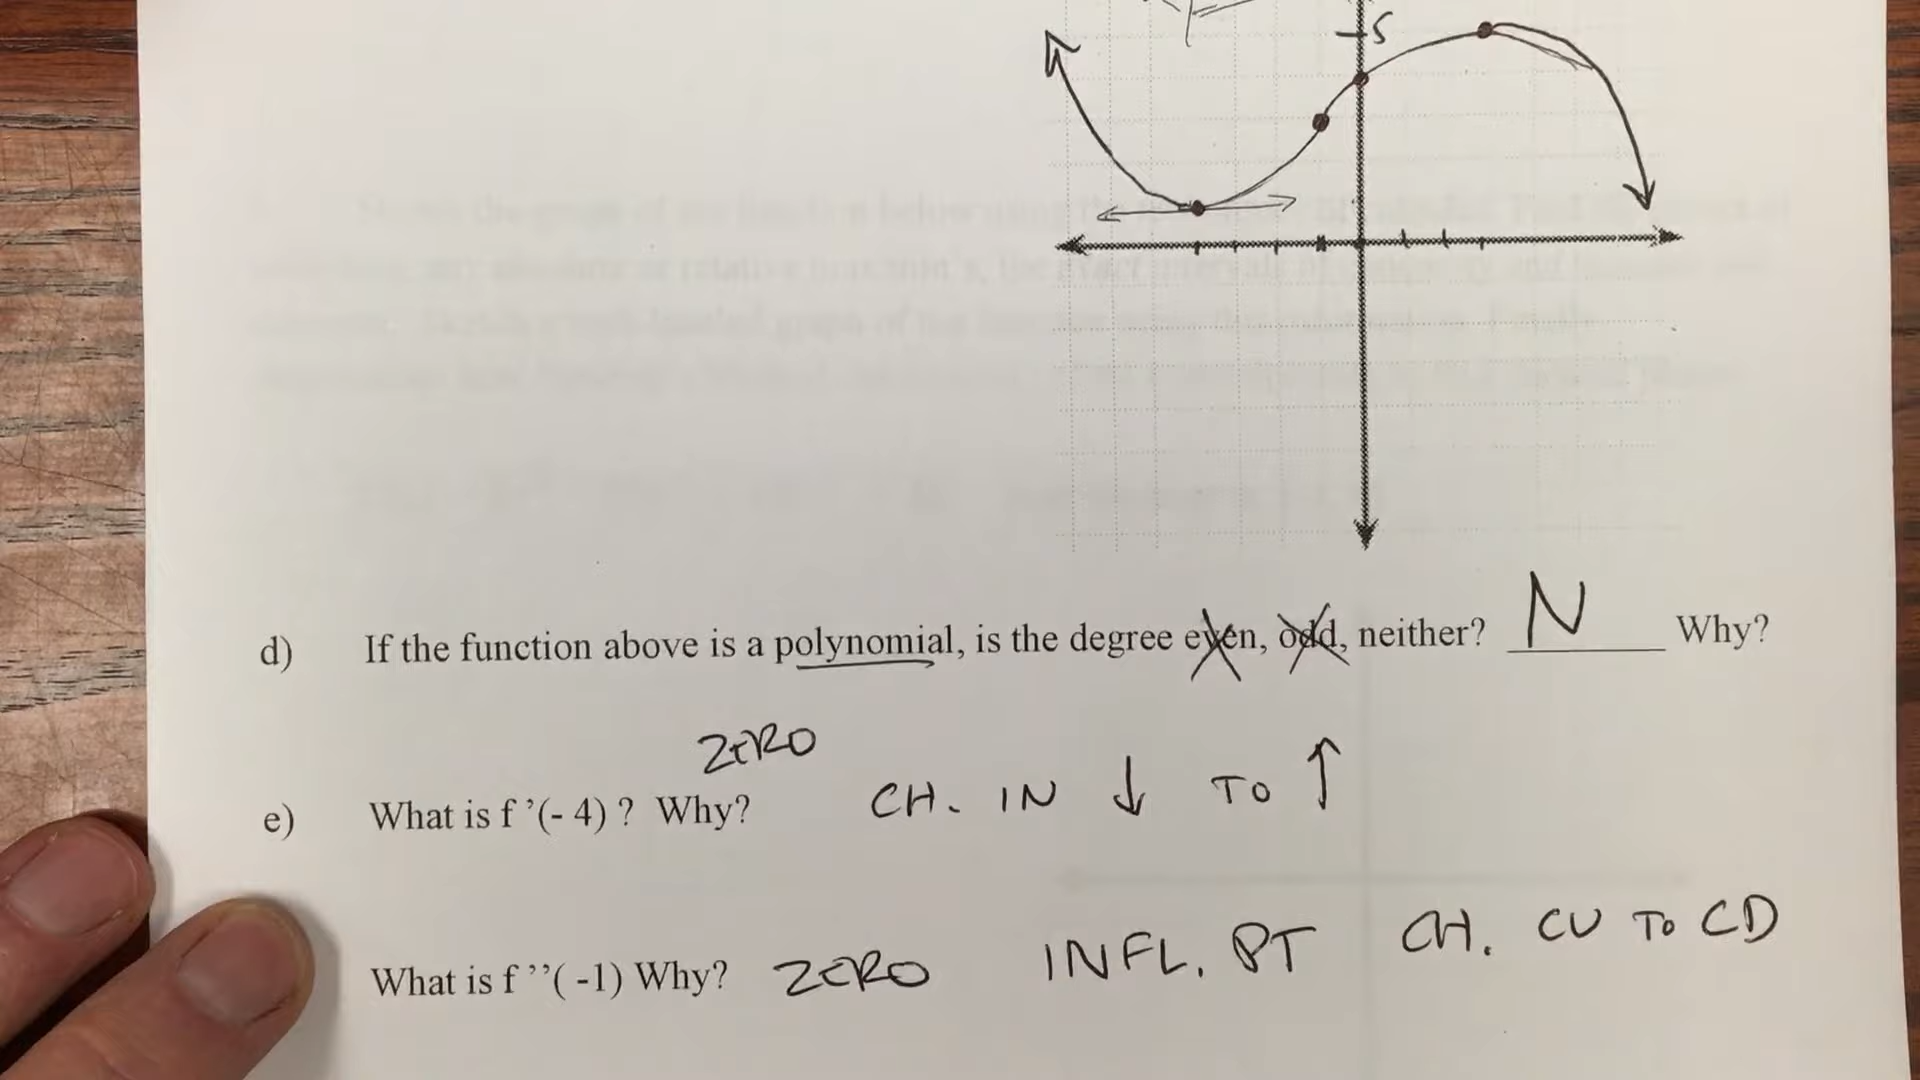 5
d) If the function above is a polynomial, is the degree even, odd, neither? N Why?
ZERO
e) What is f ’(- 4) ? Why? CH. IN ↓ TO ↑
What is f ’’( -1) Why? ZERO INFL. PT CH. CU TO CD